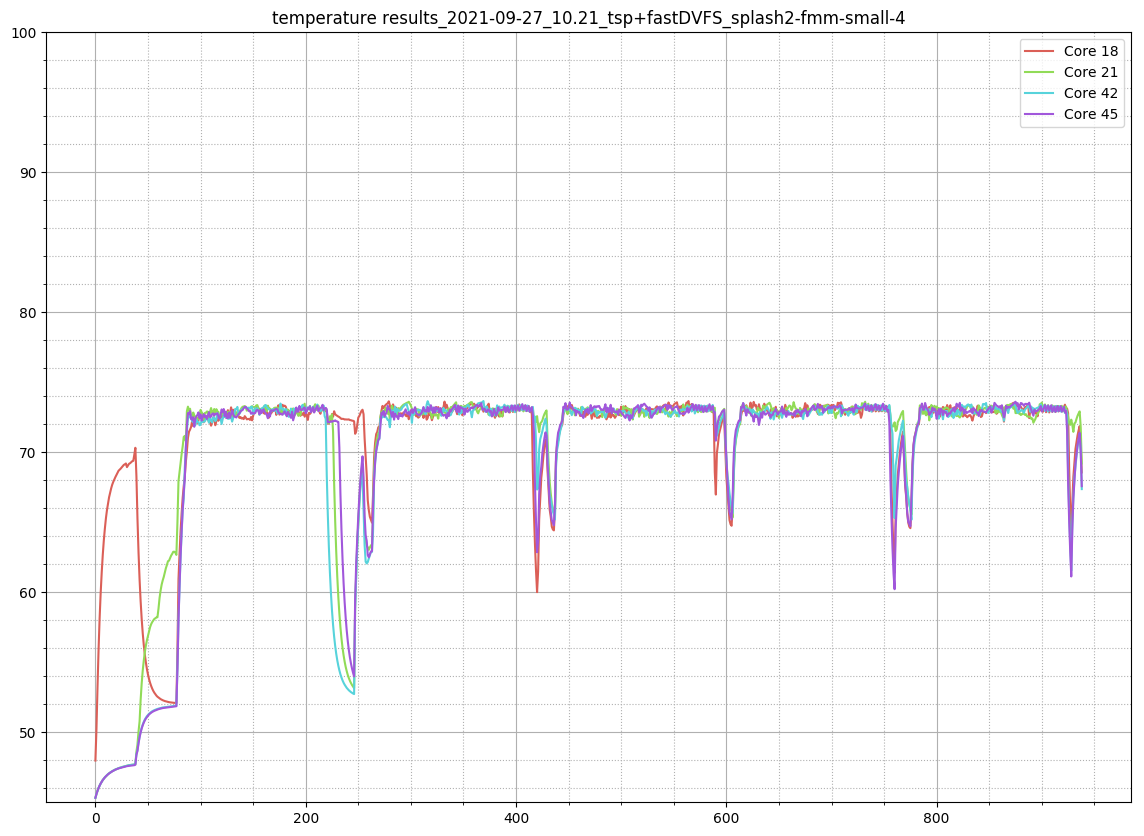 temperature results_2021-09-27_10.21_tsp+fastDVFS_splash2-fmm-small-4
100
90
80
70
60
50
0
200
400
600
800
Core 18
Core 21
Core 42
Core 45